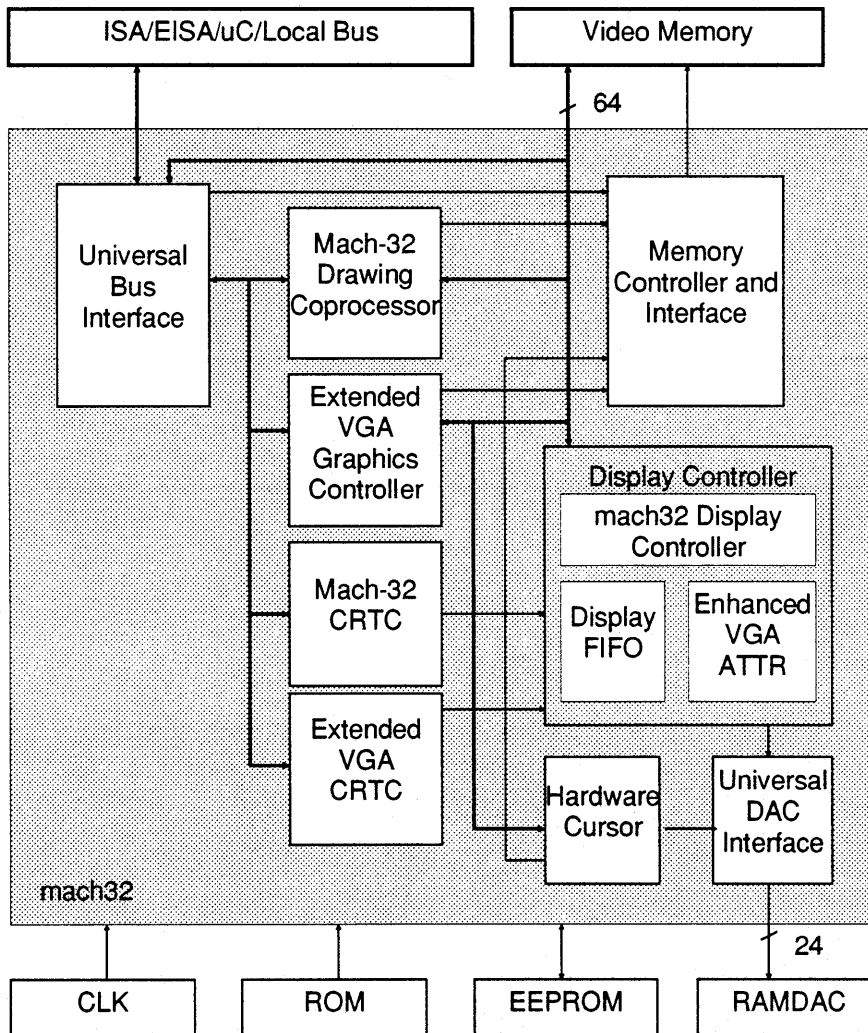 ISA/EISA/uC/Local Bus
Video Memory
64
Universal
Bus
Interface
Mach-32
Drawing
Coprocessor
Memory
Controller and
Interface
Extended
VGA
Graphics
Controller
Display Controller
mach32 Display
Controller
Mach-32
CRTC
Display
FIFO
Enhanced
VGA
ATTR
Extended
VGA
CRTC
Hardware
Cursor
Universal
DAC
Interface
mach32
24
CLK
ROM
EEPROM
RAMDAC